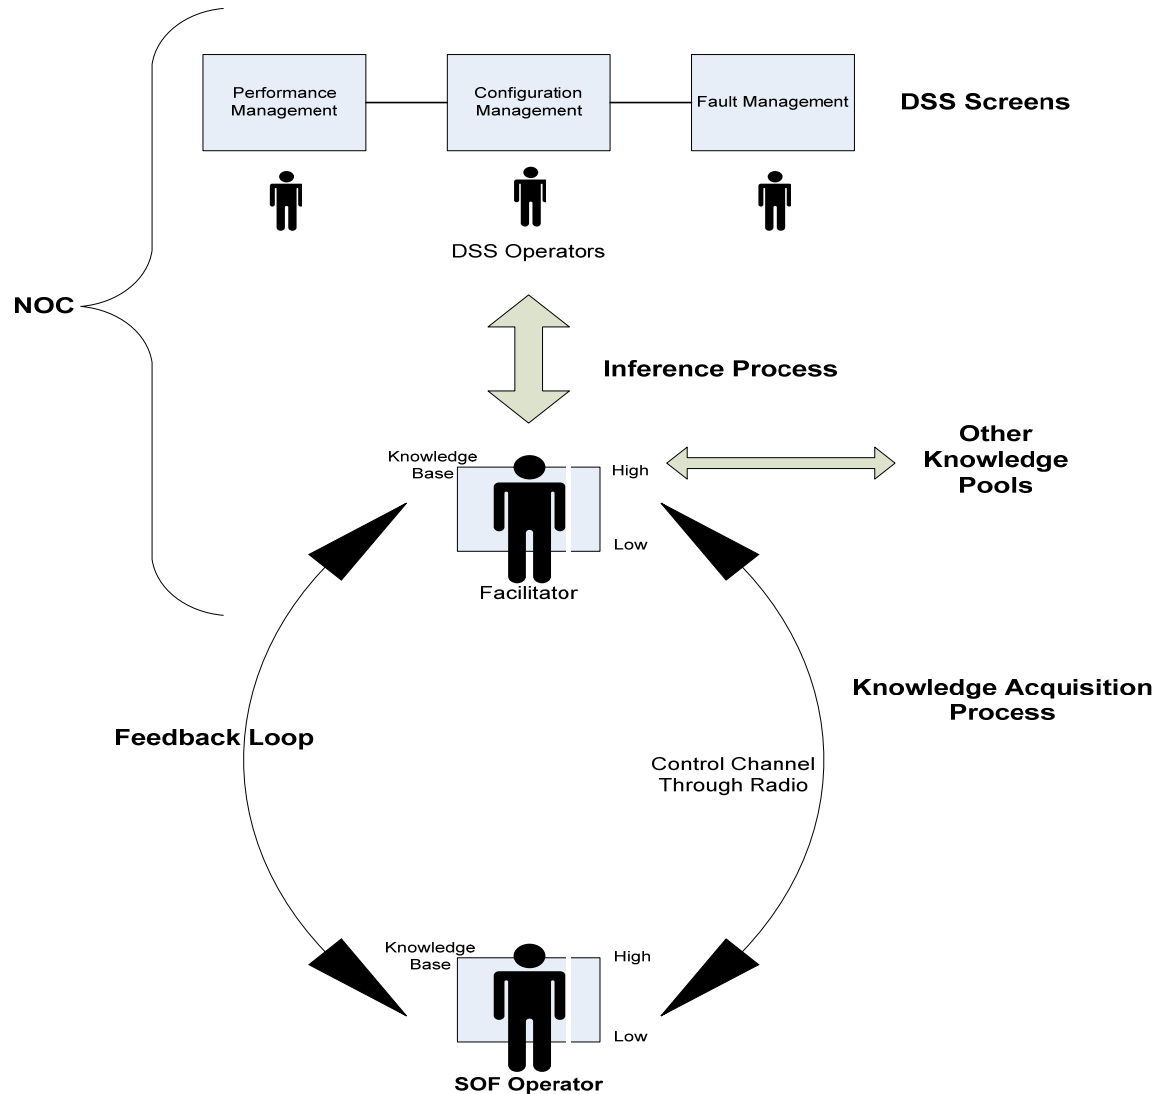 Performance
Management
Configuration
Management
Fault Management
DSS Screens
DSS Operators
NOC
Inference Process
Other
Knowledge
Pools
Knowledge
Base
High
Low
Facilitator
Knowledge Acquisition
Process
Feedback Loop
Control Channel
Through Radio
Knowledge
Base
High
Low
SOF Operator